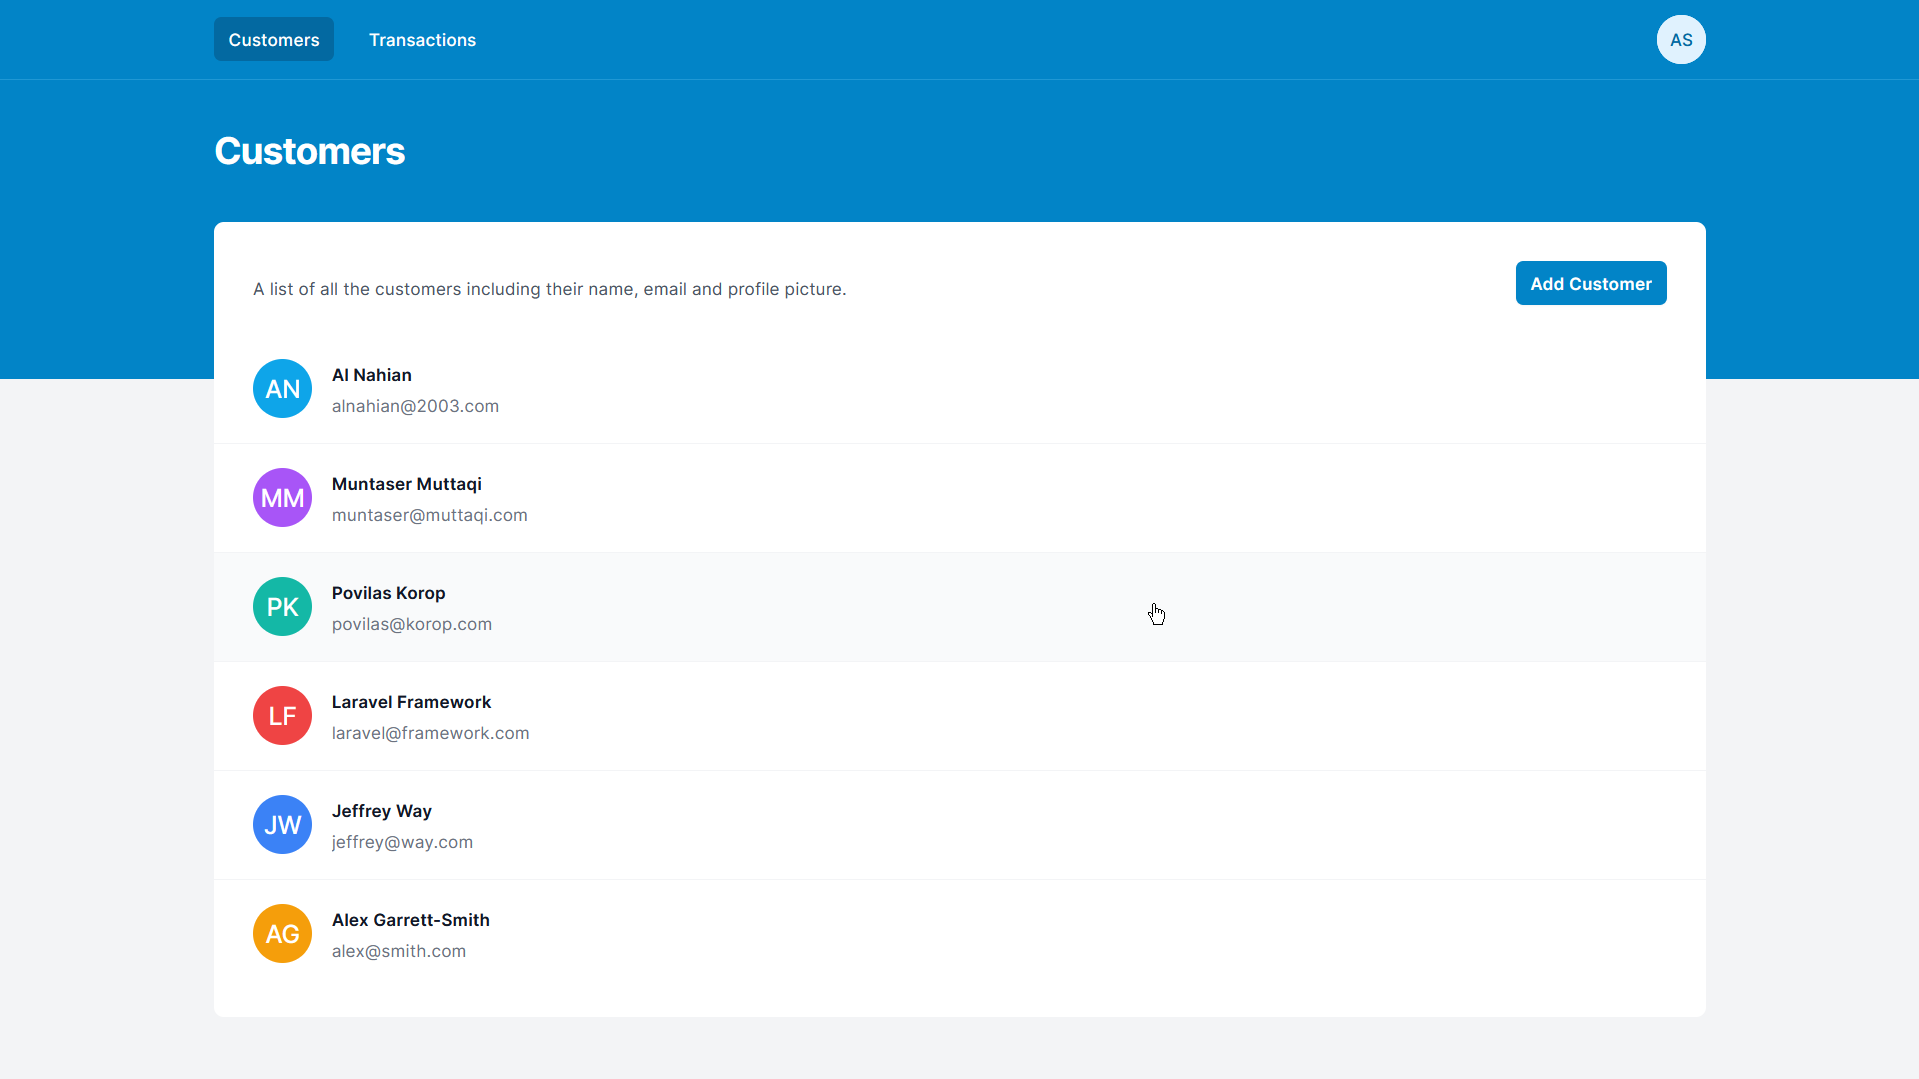 Customers Transactions AS
Customers
A list of all the customers including their name, email and profile picture. Add Customer
AN Al Nahian
alnahian@2003.com
MM Muntaser Muttaqi
muntaser@muttaqi.com
PK Povilas Korop
povilas@korop.com
LF Laravel Framework
laravel@framework.com
JW Jeffrey Way
jeffrey@way.com
AG Alex Garrett-Smith
alex@smith.com